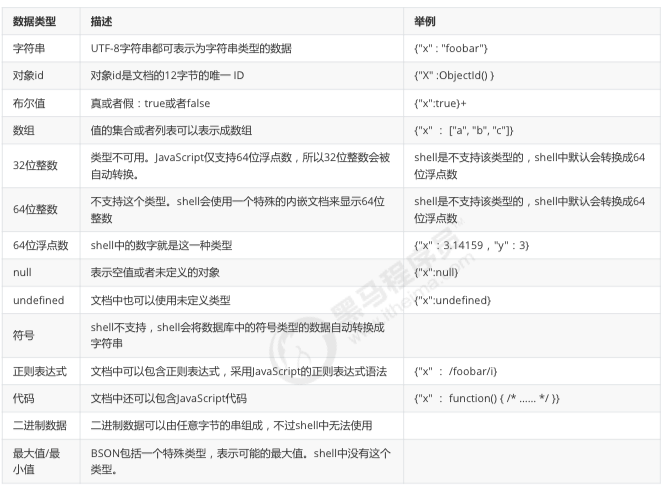 数据类型 描述 举例
字符串 UTF-8字符串都可表示为字符串类型的数据 {"x" : "foobar"}
对象id 对象id是文档的12字节的唯一 ID {"X" :ObjectId() }
布尔值 真或者假：true或者false {"x":true}+
数组 值的集合或者列表可以表示成数组 {"x" ： ["a", "b", "c"]}
32位整数 类型不可用。JavaScript仅支持64位浮点数，所以32位整数会被 shell是不支持该类型的，shell中默认会转换成64
自动转换。 位浮点数
64位整数 不支持这个类型。shell会使用一个特殊的内嵌文档来显示64位 shell是不支持该类型的，shell中默认会转换成64
整数 位浮点数
64位浮点数 shell中的数字就是这一种类型 {"x"：3.14159，"y"：3}
null 表示空值或者未定义的对象 {"x":null}
undefined 文档中也可以使用未定义类型 {"x":undefined}
符号 shell不支持，shell会将数据库中的符号类型的数据自动转换成
字符串
正则表达式 文档中可以包含正则表达式，采用JavaScript的正则表达式语法 {"x" ： /foobar/i}
代码 文档中还可以包含JavaScript代码 {"x" ： function() { /* …… */ }}
二进制数据 二进制数据可以由任意字节的串组成，不过shell中无法使用
最大值/最 BSON包括一个特殊类型，表示可能的最大值。shell中没有这个
小值 类型。
黑马程序员
www.itheima.com